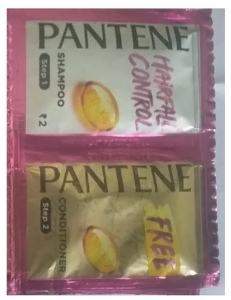 PANTENE
HAIRFALL
CONTROL
SHAMPOO
Step 1
₹2
PANTENE
FREE
CONDITIONER
Step 2